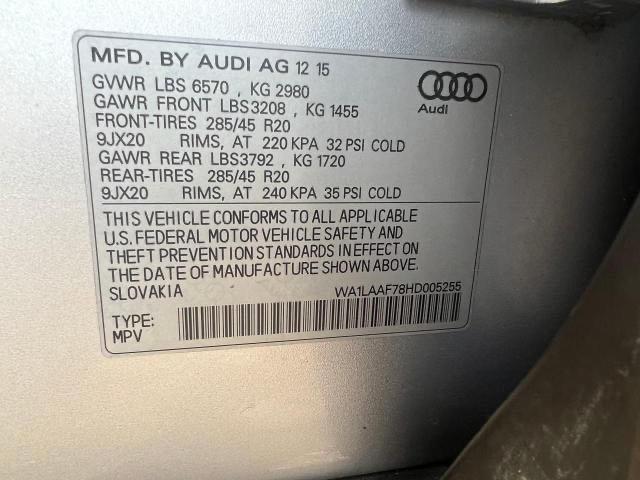 MFD. BY AUDI AG 12 15
GVWR LBS 6570 , KG 2980
GAWR FRONT LBS3208 , KG 1455
FRONT-TIRES 285/45 R20
9JX20 RIMS, AT 220 KPA 32 PSI COLD
GAWR REAR LBS3792 , KG 1720
REAR-TIRES 285/45 R20
9JX20 RIMS, AT 240 KPA 35 PSI COLD
Audi
THIS VEHICLE CONFORMS TO ALL APPLICABLE
U.S. FEDERAL MOTOR VEHICLE SAFETY AND
THEFT PREVENTION STANDARDS IN EFFECT ON
THE DATE OF MANUFACTURE SHOWN ABOVE.
SLOVAKIA WA1LAAF78HD005255
TYPE:
MPV